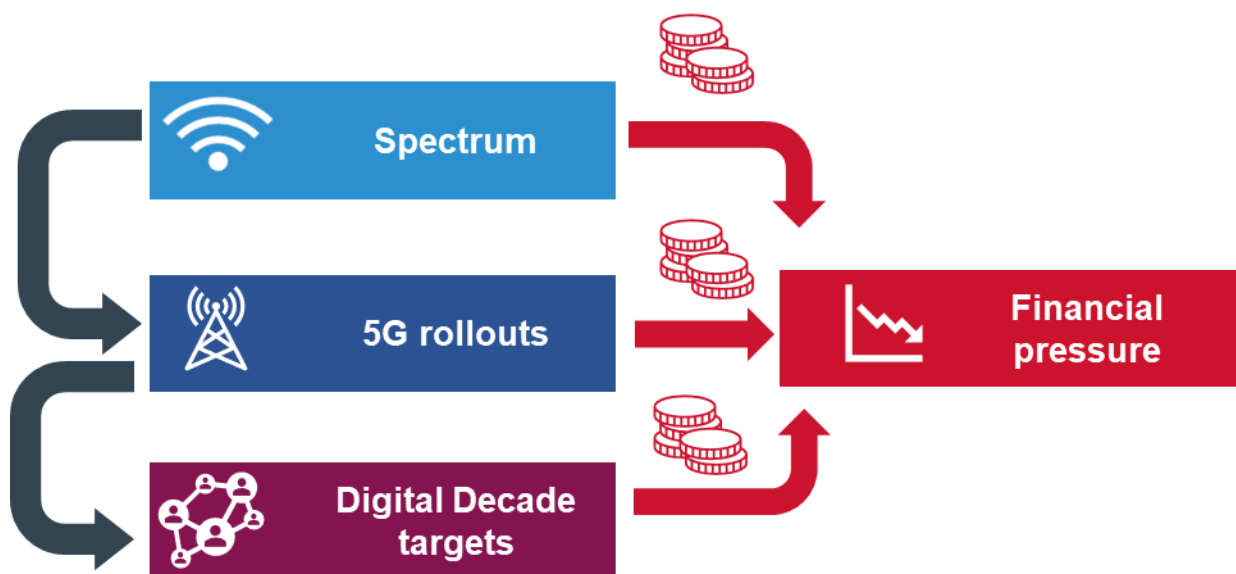 Spectrum
5G rollouts
Financial
pressure
Digital Decade
targets